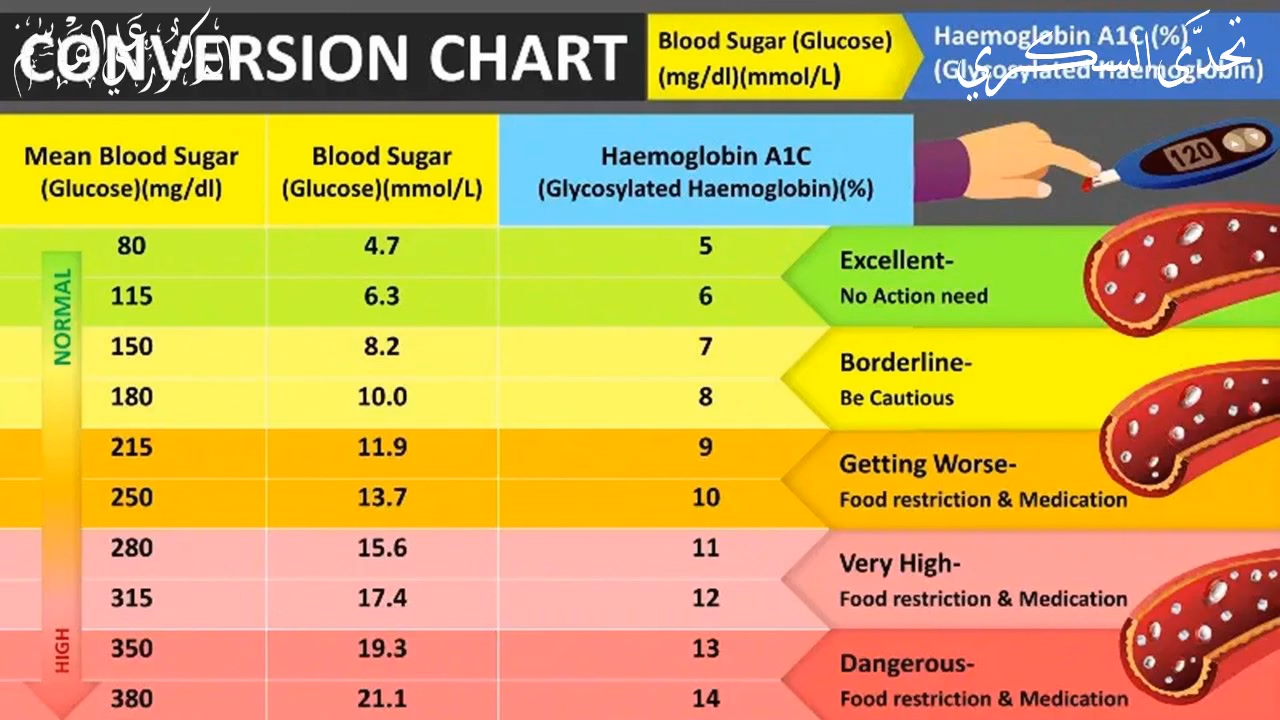 CONVERSION CHART
Blood Sugar (Glucose)
(mg/dl)(mmol/L)
Haemoglobin A1C (%)
(Glycosylated Haemoglobin)
تحدّى السكري
Mean Blood Sugar
(Glucose)(mg/dl)
Blood Sugar
(Glucose)(mmol/L)
Haemoglobin A1C
(Glycosylated Haemoglobin)(%)
120
80 4.7 5
115 6.3 6
150 8.2 7
180 10.0 8
215 11.9 9
250 13.7 10
280 15.6 11
315 17.4 12
350 19.3 13
380 21.1 14
NORMAL
HIGH
Excellent-
No Action need
Borderline-
Be Cautious
Getting Worse-
Food restriction & Medication
Very High-
Food restriction & Medication
Dangerous-
Food restriction & Medication